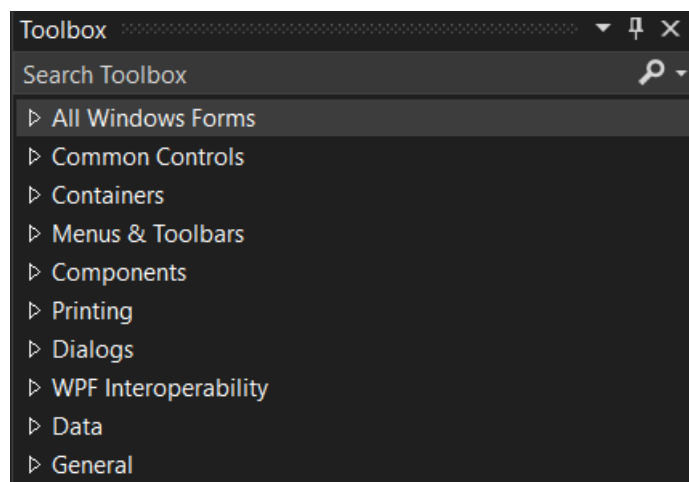 Toolbox
Search Toolbox
All Windows Forms
Common Controls
Containers
Menus & Toolbars
Components
Printing
Dialogs
WPF Interoperability
Data
General